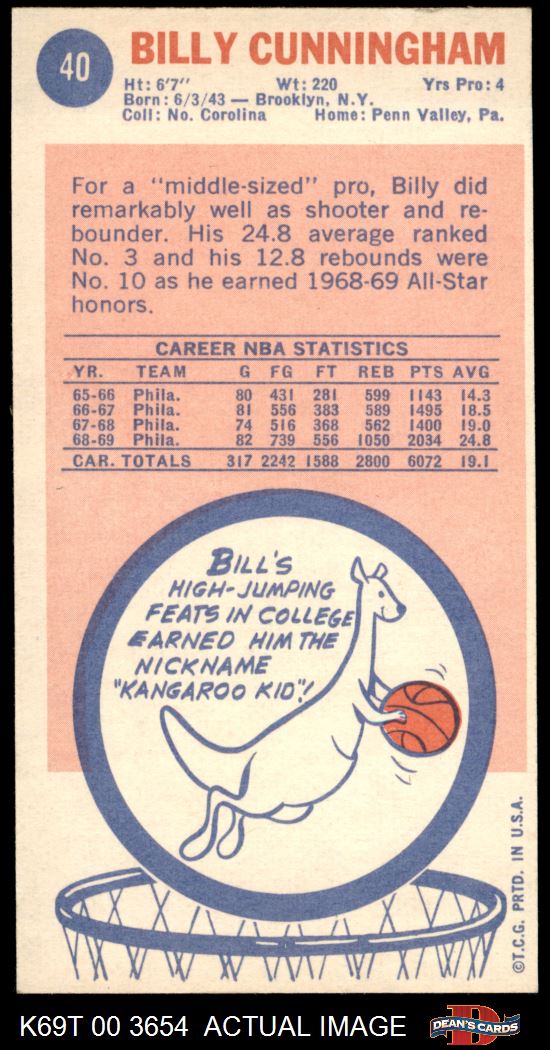 40
BILLY CUNNINGHAM
Ht: 6'7" Wt: 220 Yrs Pro: 4
Born: 6/3/43 — Brooklyn, N.Y.
Coll: No. Corolina Home: Penn Valley, Pa.
For a "middle-sized" pro, Billy did
remarkably well as shooter and re-
bounder. His 24.8 average ranked
No. 3 and his 12.8 rebounds were
No. 10 as he earned 1968-69 All-Star
honors.
CAREER NBA STATISTICS
YR. TEAM G FG FT REB PTS AVG
65-66 Phila. 80 431 281 599 1143 14.3
66-67 Phila. 81 556 383 589 1495 18.5
67-68 Phila. 74 516 368 562 1400 19.0
68-69 Phila. 82 739 556 1050 2034 24.8
CAR. TOTALS 317 2242 1588 2800 6072 19.1
BILL'S
HIGH-JUMPING
FEATS IN COLLEGE
EARNED HIM THE
NICKNAME
"KANGAROO KID"!
©T.C.G. PRTD. IN U.S.A.
K69T 00 3654 ACTUAL IMAGE
D
DEAN'S CARDS